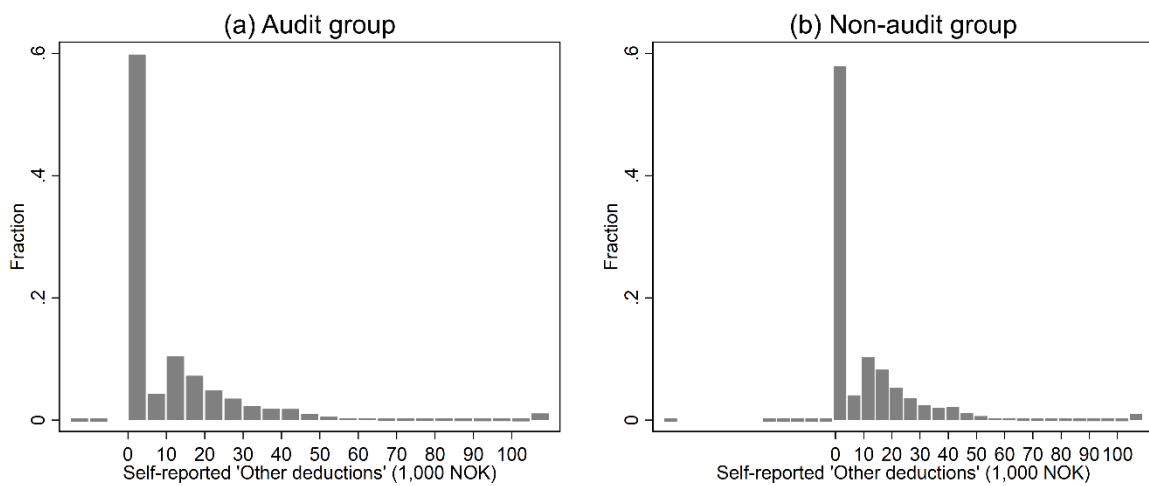 (a) Audit group
.6
.4
.2
0
Fraction
0 10 20 30 40 50 60 70 80 90 100
Self-reported 'Other deductions' (1,000 NOK)
(b) Non-audit group
.6
.4
.2
0
Fraction
0 10 20 30 40 50 60 70 80 90 100
Self-reported 'Other deductions' (1,000 NOK)